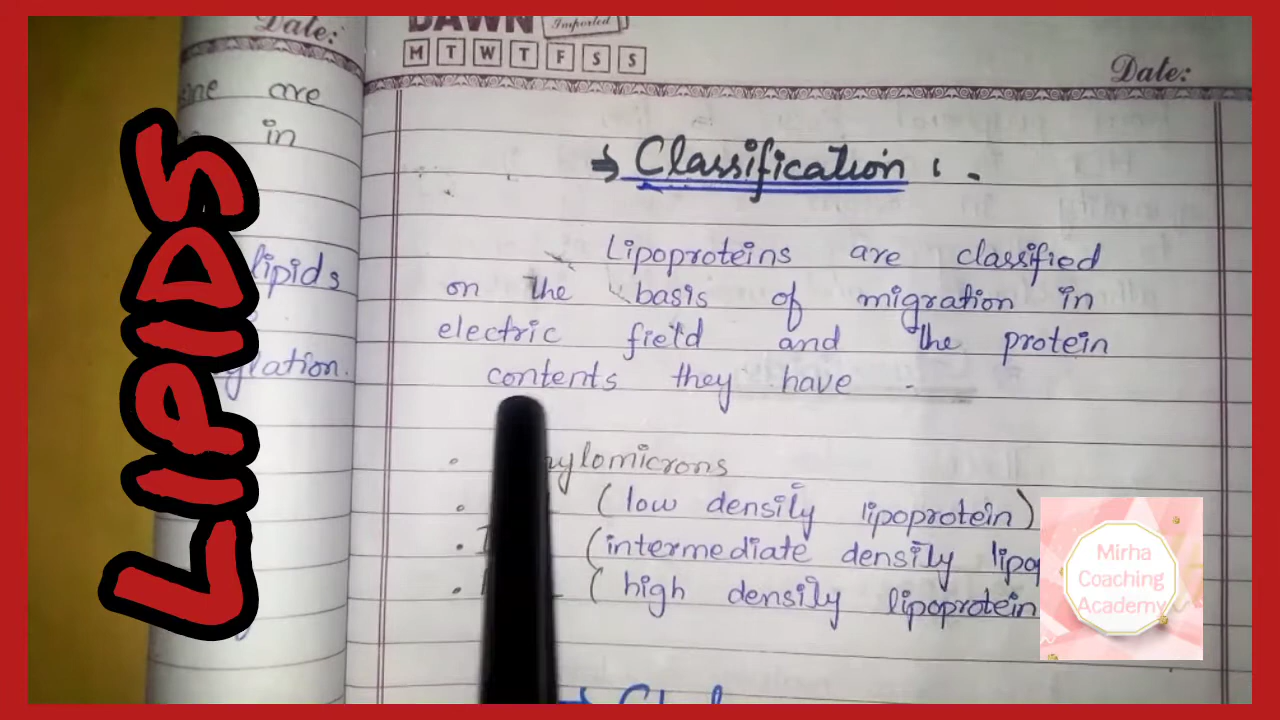 LIPIDS
Date:
are
in
lipids
DAWN
Imported
M T W T F S S
Date:
→ Classification :.
Lipoproteins are classified
on the basis of migration in
electric field and the protein
contents they have .
• ylomicrons
• (low density lipoprotein)
• I (intermediate density lipo
• (high density lipoprotein
Mirha
Coaching
Academy